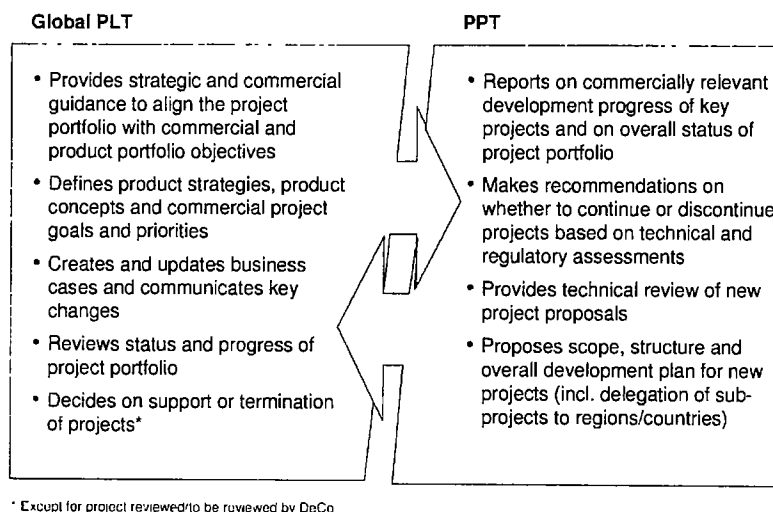 Global PLT
• Provides strategic and commercial
guidance to align the project
portfolio with commercial and
product portfolio objectives
• Defines product strategies, product
concepts and commercial project
goals and priorities
• Creates and updates business
cases and communicates key
changes
• Reviews status and progress of
project portfolio
• Decides on support or termination
of projects*
PPT
• Reports on commercially relevant
development progress of key
projects and on overall status of
project portfolio
• Makes recommendations on
whether to continue or discontinue
projects based on technical and
regulatory assessments
• Provides technical review of new
project proposals
• Proposes scope, structure and
overall development plan for new
projects (incl. delegation of sub-
projects to regions/countries)
* Except for project reviewed/to be reviewed by DeCo